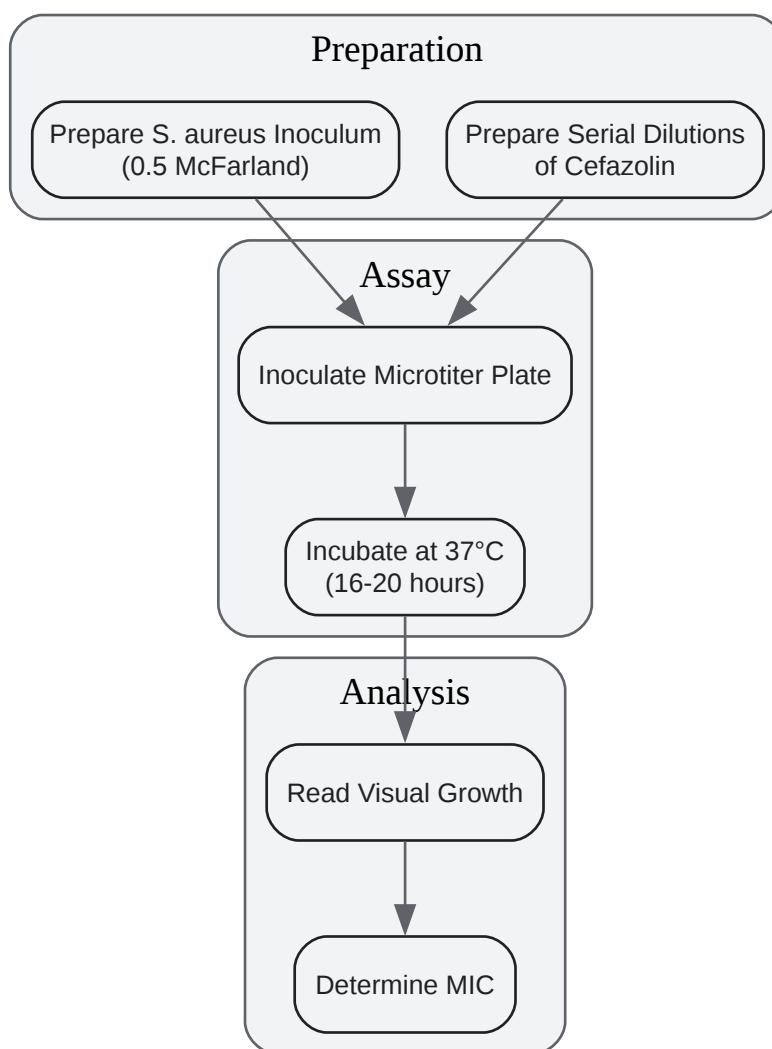 Preparation
Prepare S. aureus Inoculum
(0.5 McFarland)
Prepare Serial Dilutions
of Cefazolin
Assay
Inoculate Microtiter Plate
Incubate at 37°C
(16-20 hours)
Analysis
Read Visual Growth
Determine MIC